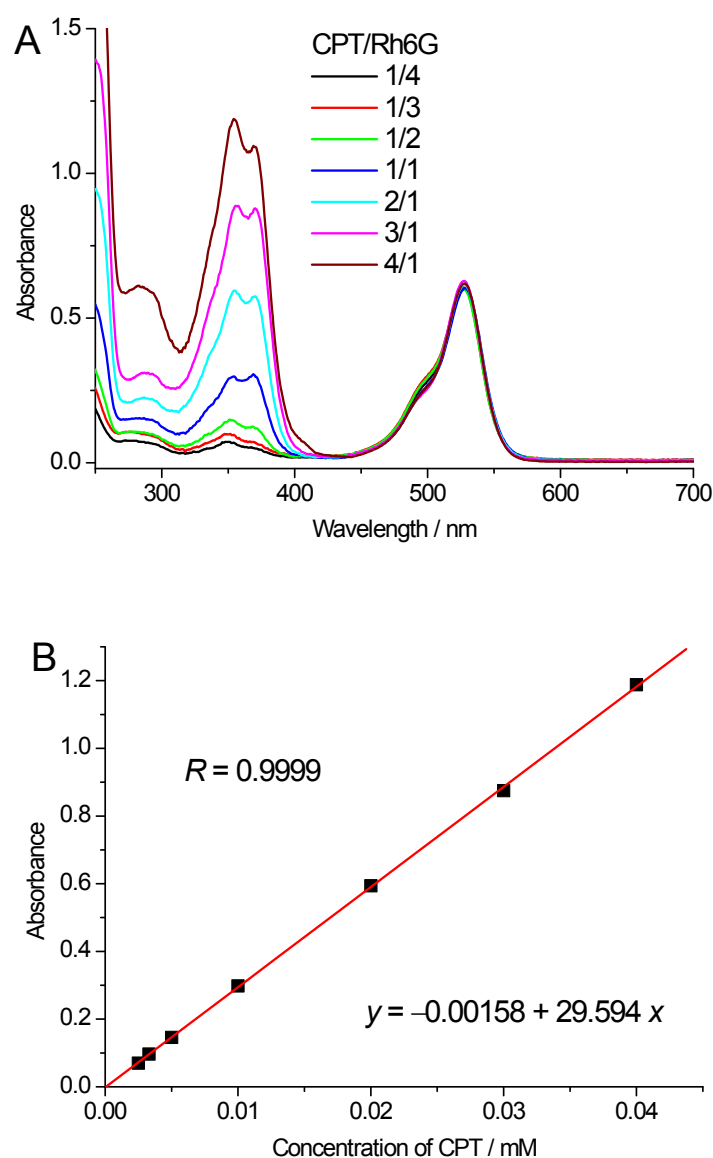 A
1.5
1.0
0.5
0.0
Absorbance
CPT/Rh6G
1/4
1/3
1/2
1/1
2/1
3/1
4/1
300 400 500 600 700
Wavelength / nm
B
1.2
1.0
0.8
0.6
0.4
0.2
0.0
Absorbance
R = 0.9999
y = −0.00158 + 29.594 x
0.00 0.01 0.02 0.03 0.04
Concentration of CPT / mM